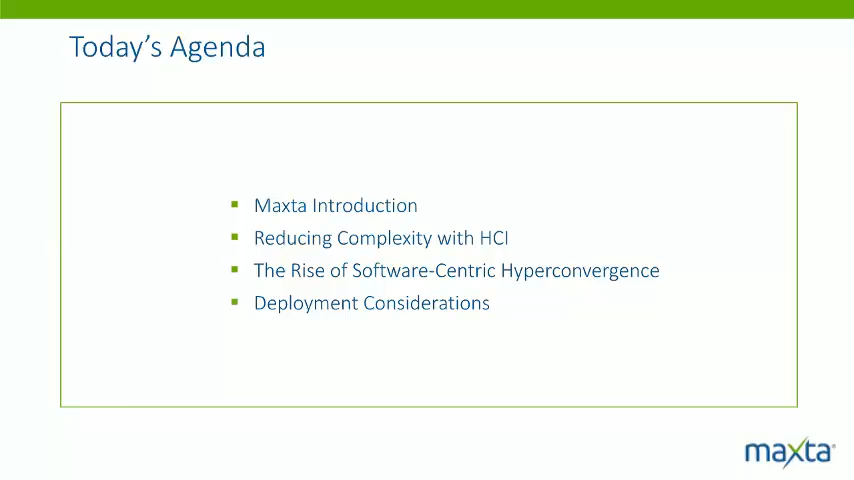 Today’s Agenda
▪ Maxta Introduction
▪ Reducing Complexity with HCI
▪ The Rise of Software-Centric Hyperconvergence
▪ Deployment Considerations
maxta®